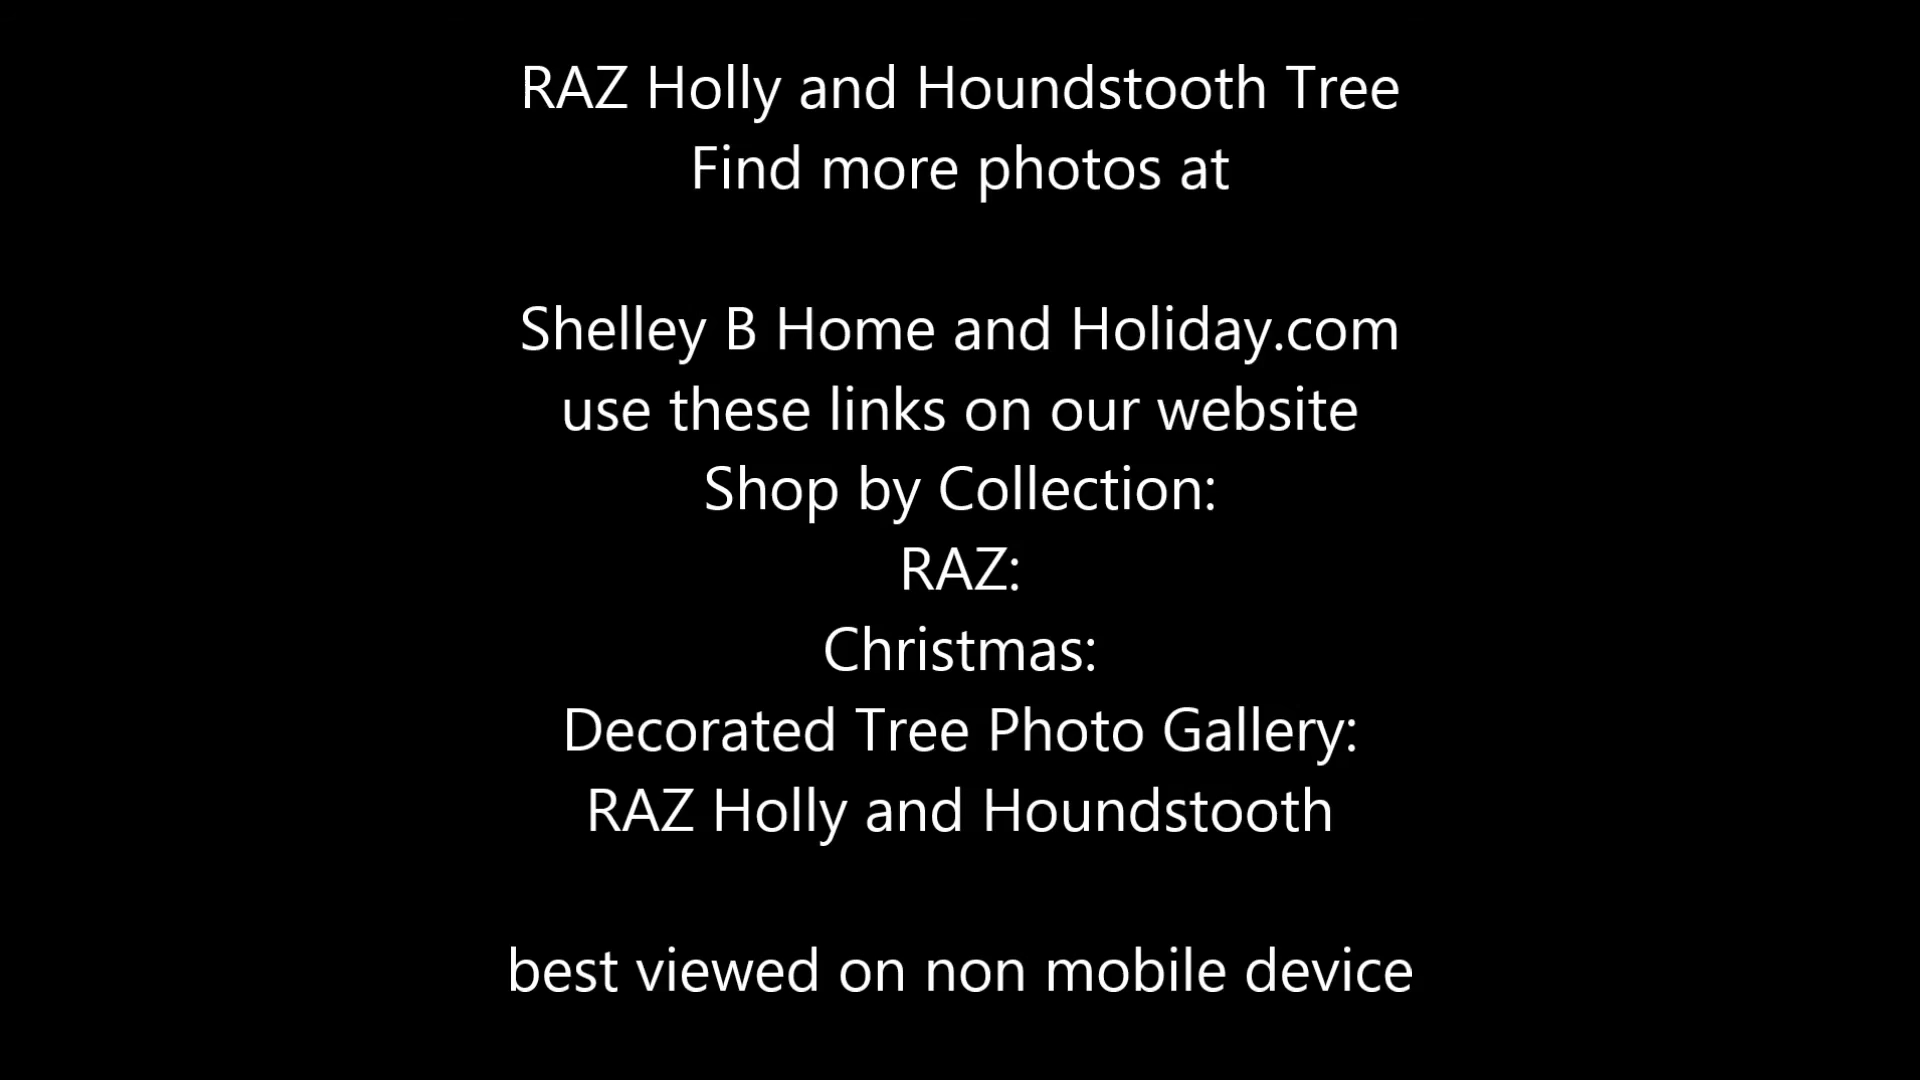 RAZ Holly and Houndstooth Tree
Find more photos at
Shelley B Home and Holiday.com
use these links on our website
Shop by Collection:
RAZ:
Christmas:
Decorated Tree Photo Gallery:
RAZ Holly and Houndstooth
best viewed on non mobile device